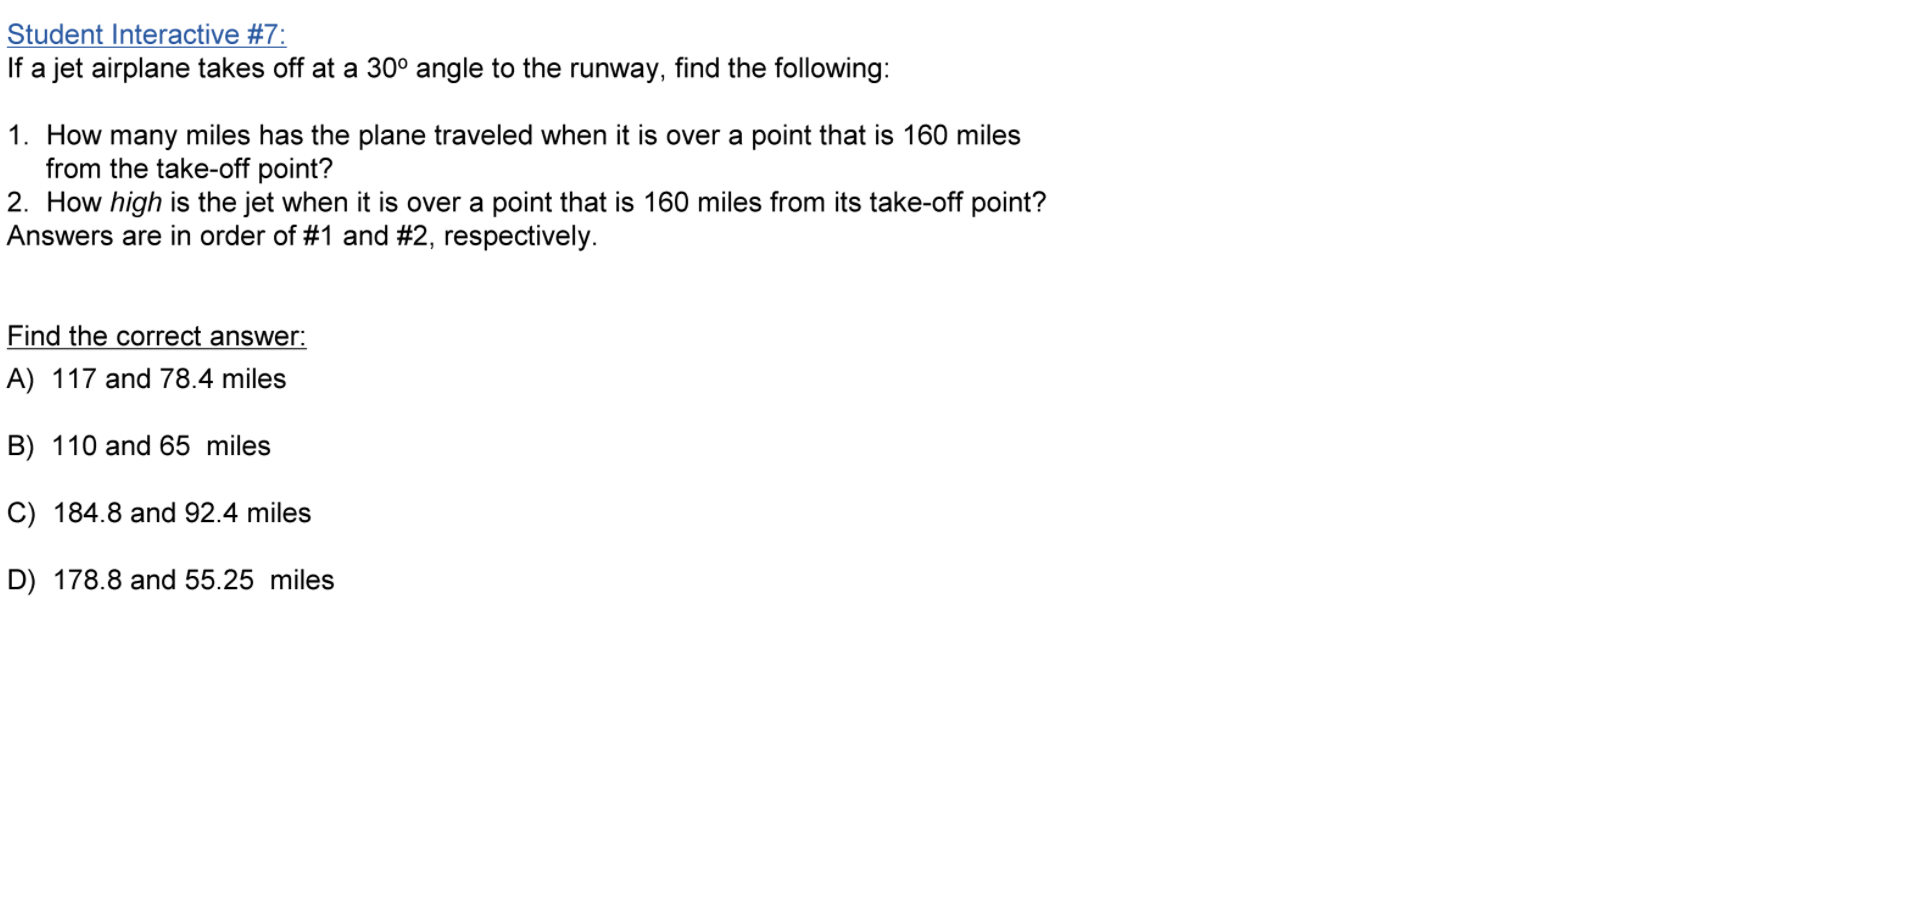 Student Interactive #7:
If a jet airplane takes off at a 30º angle to the runway, find the following:
1. How many miles has the plane traveled when it is over a point that is 160 miles
from the take-off point?
2. How high is the jet when it is over a point that is 160 miles from its take-off point?
Answers are in order of #1 and #2, respectively.
Find the correct answer:
A) 117 and 78.4 miles
B) 110 and 65 miles
C) 184.8 and 92.4 miles
D) 178.8 and 55.25 miles